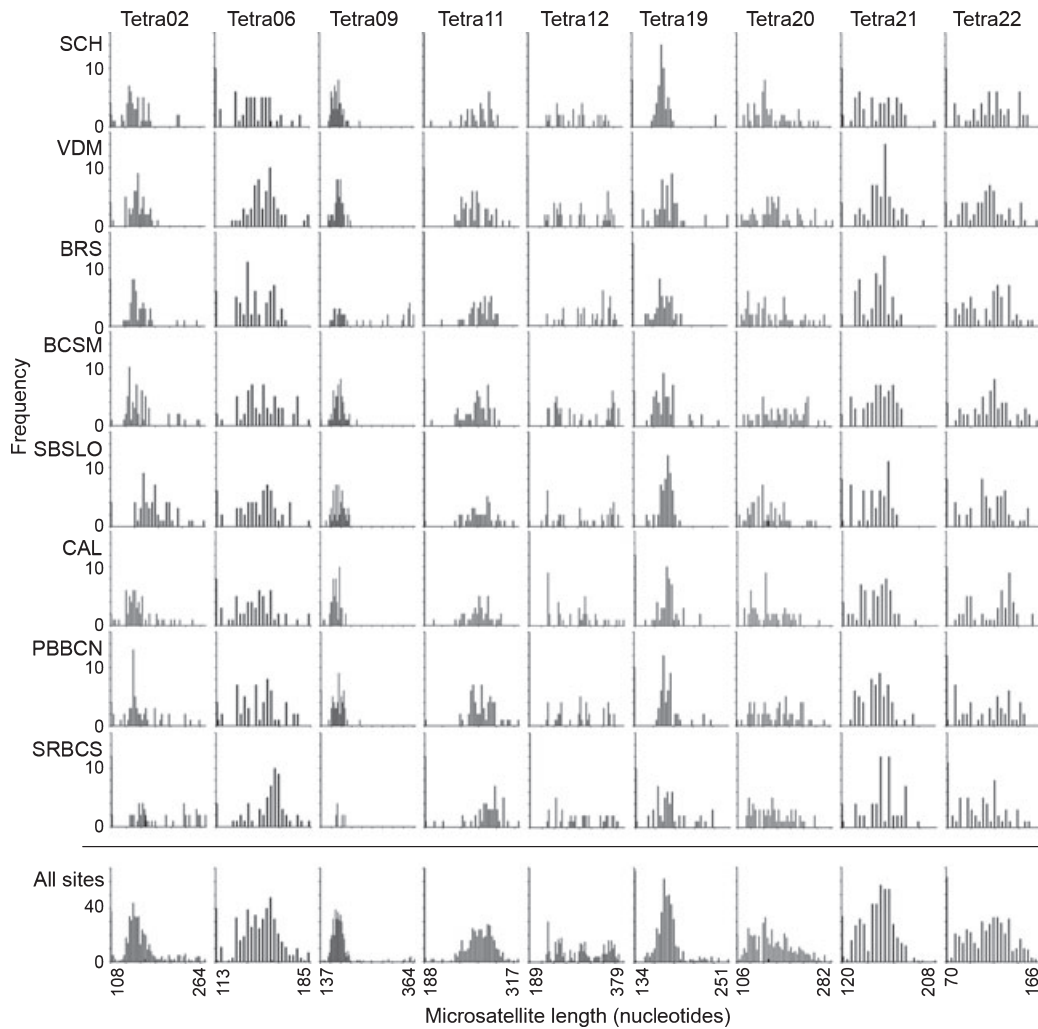 Tetra02 Tetra06 Tetra09 Tetra11 Tetra12 Tetra19 Tetra20 Tetra21 Tetra22
SCH
10
0
VDM
10
0
BRS
10
0
BCSM
10
0
SBSLO
10
0
CAL
10
0
PBBCN
10
0
SRBCS
10
0
Frequency
All sites
40
0
108 264 113 185 137 364 188 317 189 379 134 251 106 282 120 208 70 166
Microsatellite length (nucleotides)